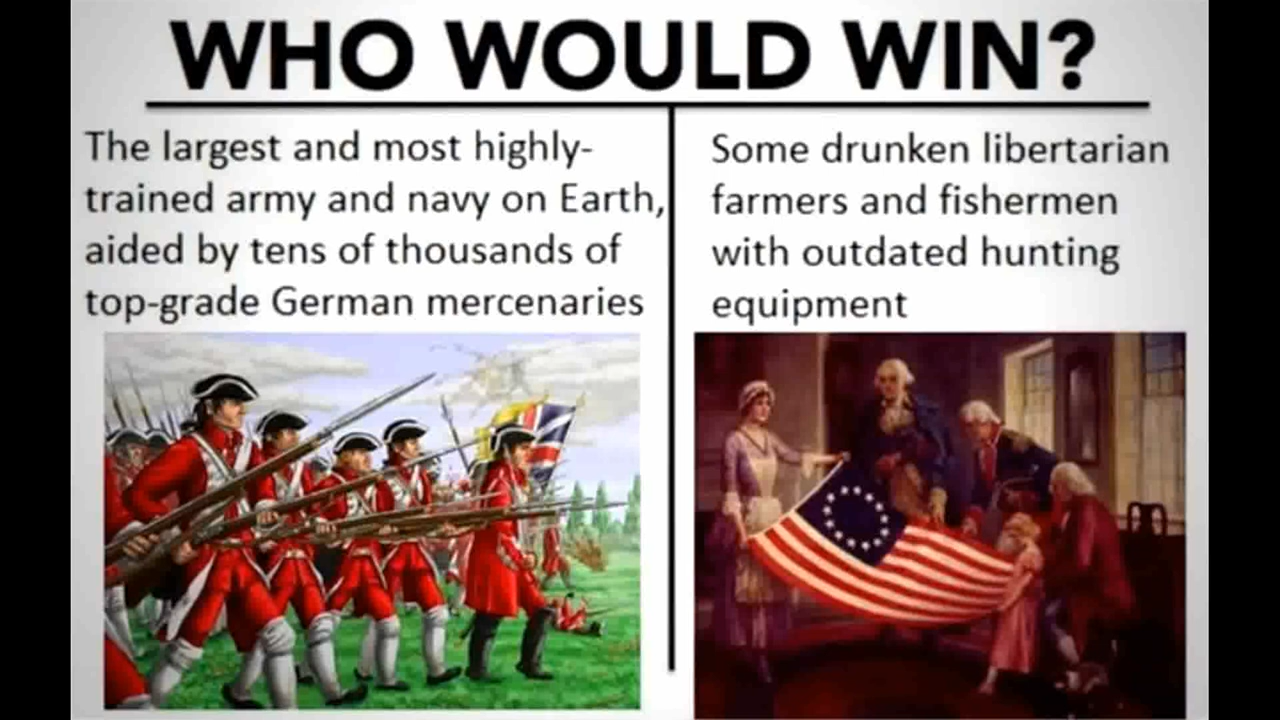 WHO WOULD WIN?
The largest and most highly-
trained army and navy on Earth,
aided by tens of thousands of
top-grade German mercenaries
Some drunken libertarian
farmers and fishermen
with outdated hunting
equipment